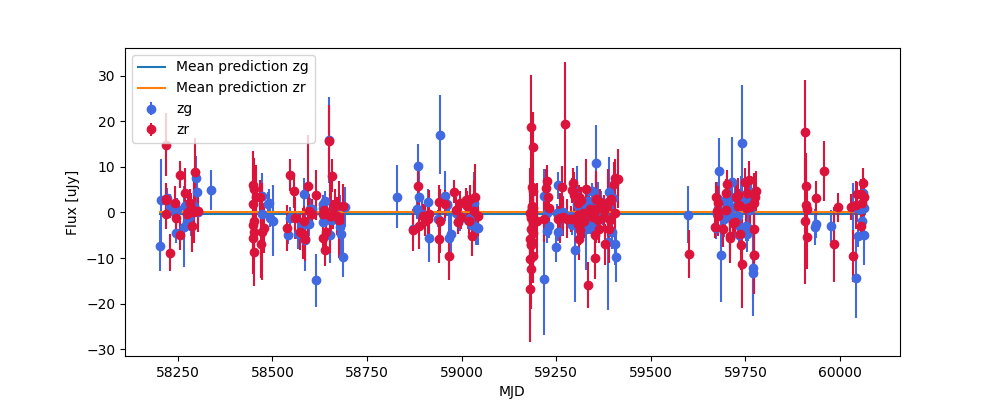 Mean prediction zg
Mean prediction zr
zg
zr
Flux [uJy]
30
20
10
0
−10
−20
−30
58250
58500
58750
59000
59250
59500
59750
60000
MJD